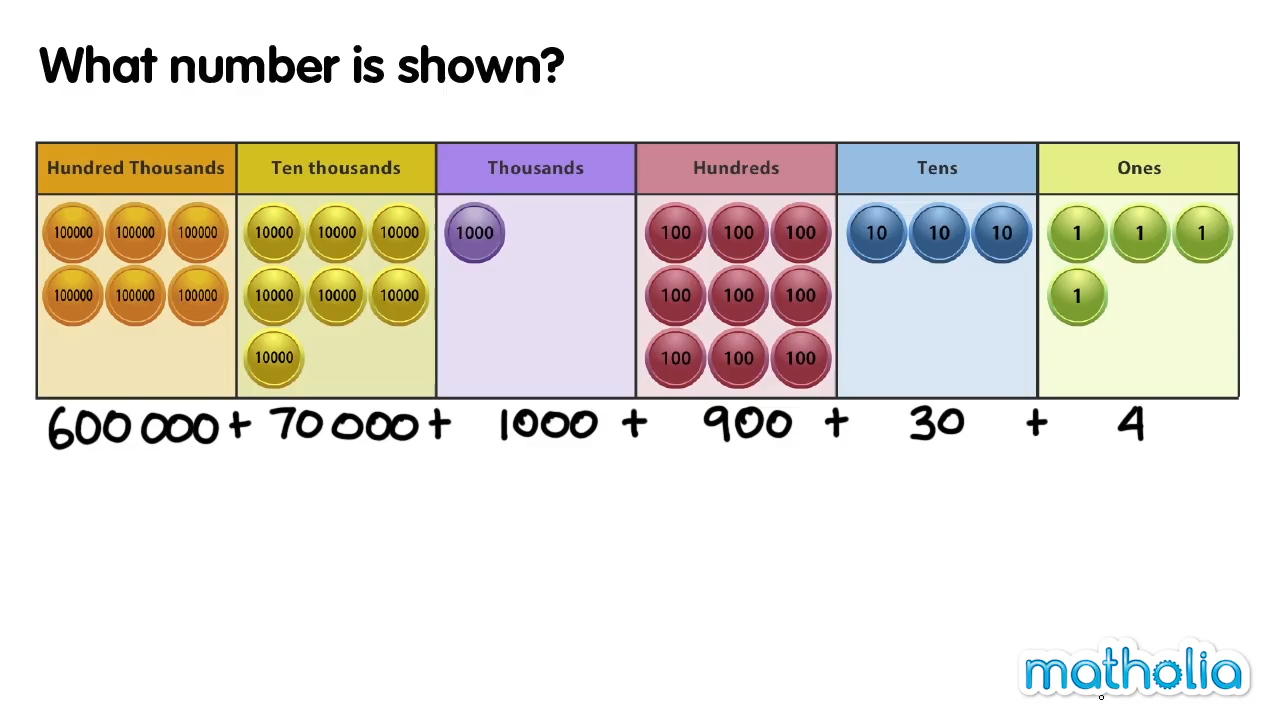 What number is shown?
Hundred Thousands Ten thousands Thousands Hundreds Tens Ones
100000 100000 100000 10000 10000 10000 1000 100 100 100 10 10 10 1 1 1
100000 100000 100000 10000 10000 10000 100 100 100 1
10000 100 100 100
600 000 + 70 000 + 1000 + 900 + 30 + 4
matholia